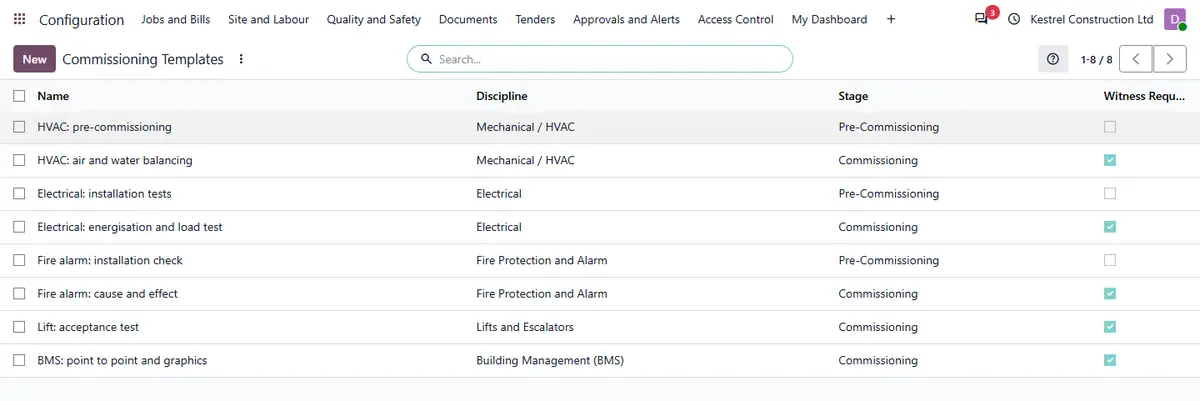 Configuration Jobs and Bills Site and Labour Quality and Safety Documents Tenders Approvals and Alerts Access Control My Dashboard + 3 Kestrel Construction Ltd D
New Commissioning Templates Search... 1-8 / 8
Name Discipline Stage Witness Requ...
HVAC: pre-commissioning Mechanical / HVAC Pre-Commissioning
HVAC: air and water balancing Mechanical / HVAC Commissioning
Electrical: installation tests Electrical Pre-Commissioning
Electrical: energisation and load test Electrical Commissioning
Fire alarm: installation check Fire Protection and Alarm Pre-Commissioning
Fire alarm: cause and effect Fire Protection and Alarm Commissioning
Lift: acceptance test Lifts and Escalators Commissioning
BMS: point to point and graphics Building Management (BMS) Commissioning